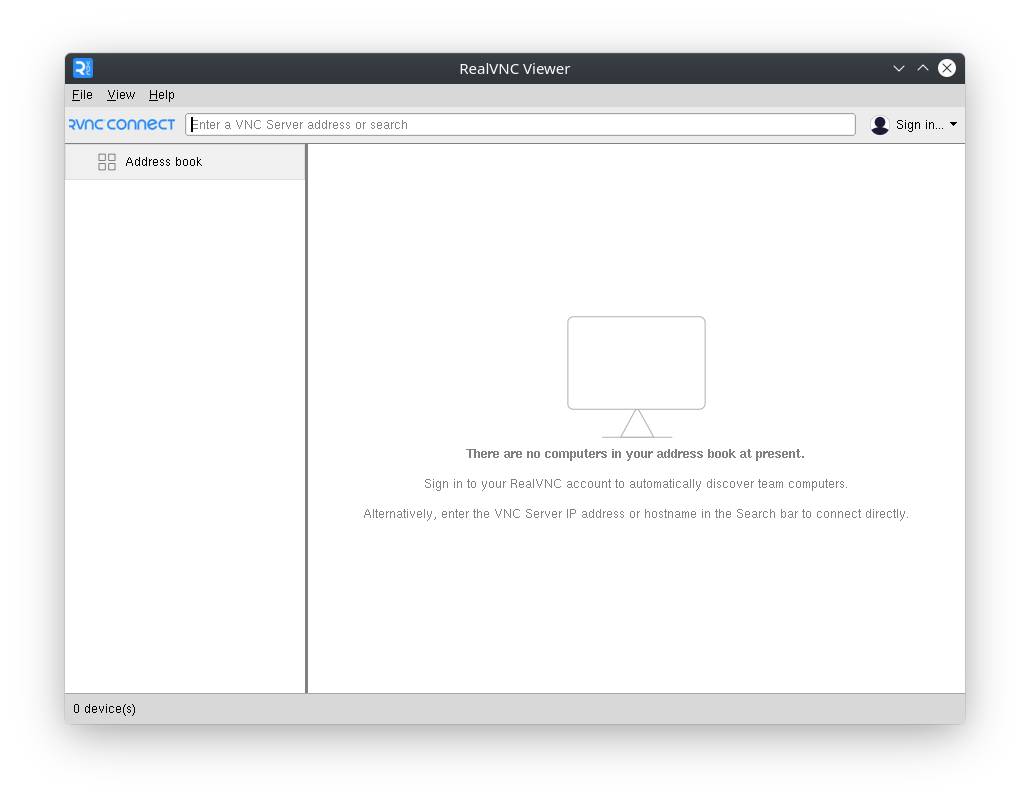 RealVNC Viewer
File View Help
RVNC CONNECT Enter a VNC Server address or search Sign in...
Address book
There are no computers in your address book at present.
Sign in to your RealVNC account to automatically discover team computers.
Alternatively, enter the VNC Server IP address or hostname in the Search bar to connect directly.
0 device(s)